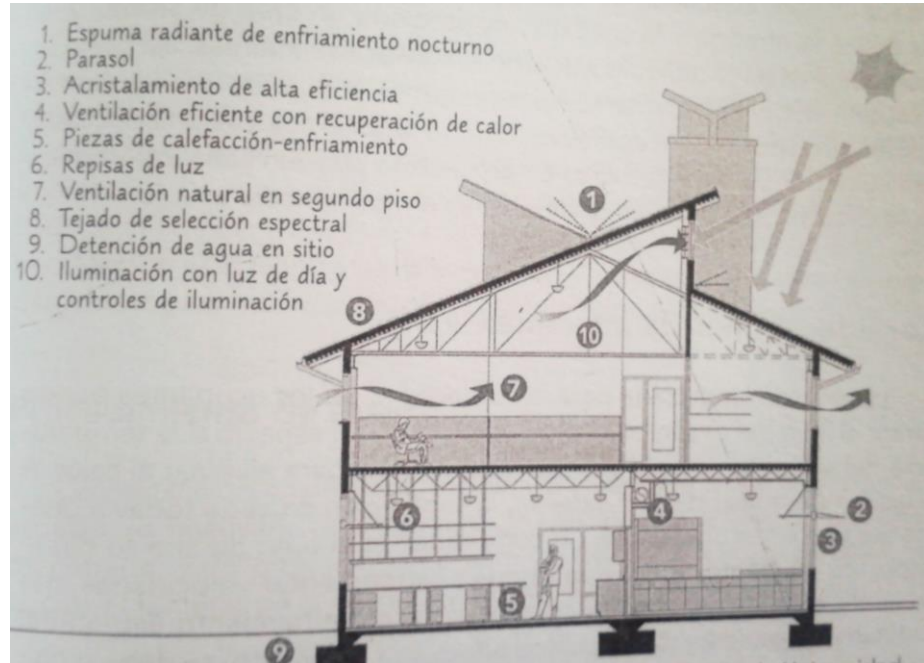 1. Espuma radiante de enfriamiento nocturno
2. Parasol
3. Acristalamiento de alta eficiencia
4. Ventilación eficiente con recuperación de calor
5. Piezas de calefacción-enfriamiento
6. Repisas de luz
7. Ventilación natural en segundo piso
8. Tejado de selección espectral
9. Detención de agua en sitio
10. Iluminación con luz de día y
controles de iluminación
1
8
10
7
6
4
2
3
5
9